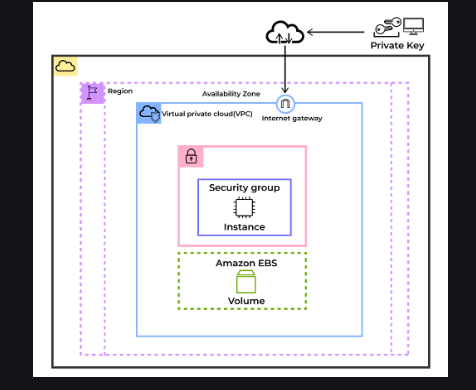 Private Key
Region
Availability Zone
Virtual private cloud(VPC)
Internet gateway
Security group
Instance
Amazon EBS
Volume